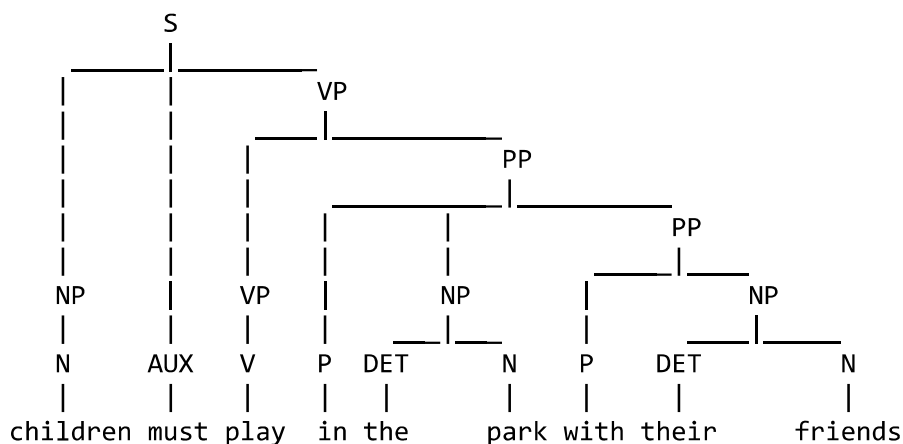 S
VP
PP
PP
NP VP NP NP
N AUX V P DET N P DET N
children must play in the park with their friends